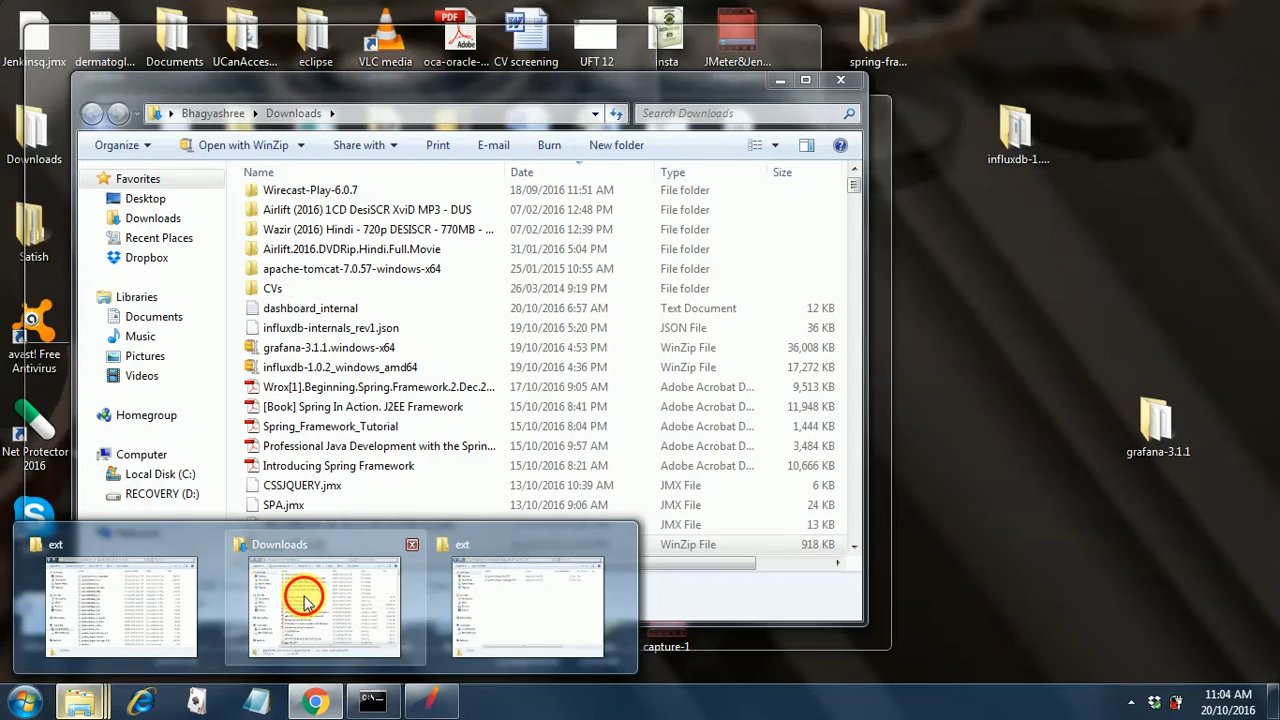 Jenkinsq.jmx
dermatogl...
Documents
UCanAcces...
eclipse
VLC media
oca-oracle-...
CV screening
UFT 12
insta
JMeter&Jen...
spring-fra...
PDF
Adobe
Bhagyashree
Downloads
Search Downloads
Organize
Open with WinZip
Share with
Print
E-mail
Burn
New folder
Name
Date
Type
Size
Favorites
Desktop
Downloads
Recent Places
Dropbox
Libraries
Documents
Music
Pictures
Videos
Homegroup
Computer
Local Disk (C:)
RECOVERY (D:)
Wirecast-Play-6.0.7 18/09/2016 11:51 AM File folder
Airlift (2016) 1CD DesiSCR XviD MP3 - DUS 07/02/2016 12:48 PM File folder
Wazir (2016) Hindi - 720p DESISCR - 770MB - ... 07/02/2016 12:39 PM File folder
Airlift.2016.DVDRip.Hindi.Full.Movie 31/01/2016 5:04 PM File folder
apache-tomcat-7.0.57-windows-x64 25/01/2015 10:55 AM File folder
CVs 26/03/2014 9:19 PM File folder
dashboard_internal 20/10/2016 6:57 AM Text Document 12 KB
influxdb-internals_rev1.json 19/10/2016 5:20 PM JSON File 36 KB
grafana-3.1.1.windows-x64 19/10/2016 4:53 PM WinZip File 36,008 KB
influxdb-1.0.2_windows_amd64 19/10/2016 4:36 PM WinZip File 17,272 KB
Wrox[1].Beginning.Spring.Framework.2.Dec.2... 17/10/2016 9:05 AM Adobe Acrobat D... 9,513 KB
[Book] Spring In Action. J2EE Framework 15/10/2016 8:41 PM Adobe Acrobat D... 11,948 KB
Spring_Framework_Tutorial 15/10/2016 8:04 PM Adobe Acrobat D... 1,444 KB
Professional Java Development with the Sprin... 15/10/2016 9:57 AM Adobe Acrobat D... 3,484 KB
Introducing Spring Framework 15/10/2016 8:21 AM Adobe Acrobat D... 10,666 KB
CSSJQUERY.jmx 13/10/2016 10:39 AM JMX File 6 KB
SPA.jmx 13/10/2016 9:06 AM JMX File 24 KB
JMX File 13 KB
WinZip File 918 KB
Downloads
Satish
avast! Free
Antivirus
Net Protector
2016
influxdb-1....
grafana-3.1.1
ext
Downloads
ext
capture-1
11:04 AM
20/10/2016